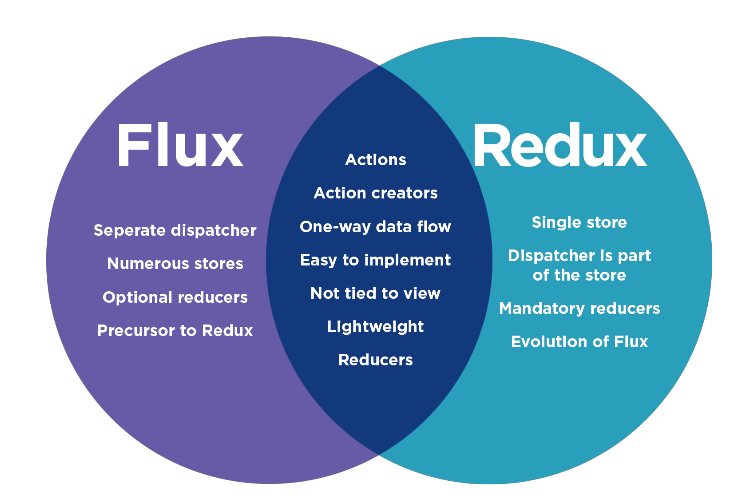 Flux
Seperate dispatcher
Numerous stores
Optional reducers
Precursor to Redux
Actions
Action creators
One-way data flow
Easy to implement
Not tied to view
Lightweight
Reducers
Redux
Single store
Dispatcher is part
of the store
Mandatory reducers
Evolution of Flux